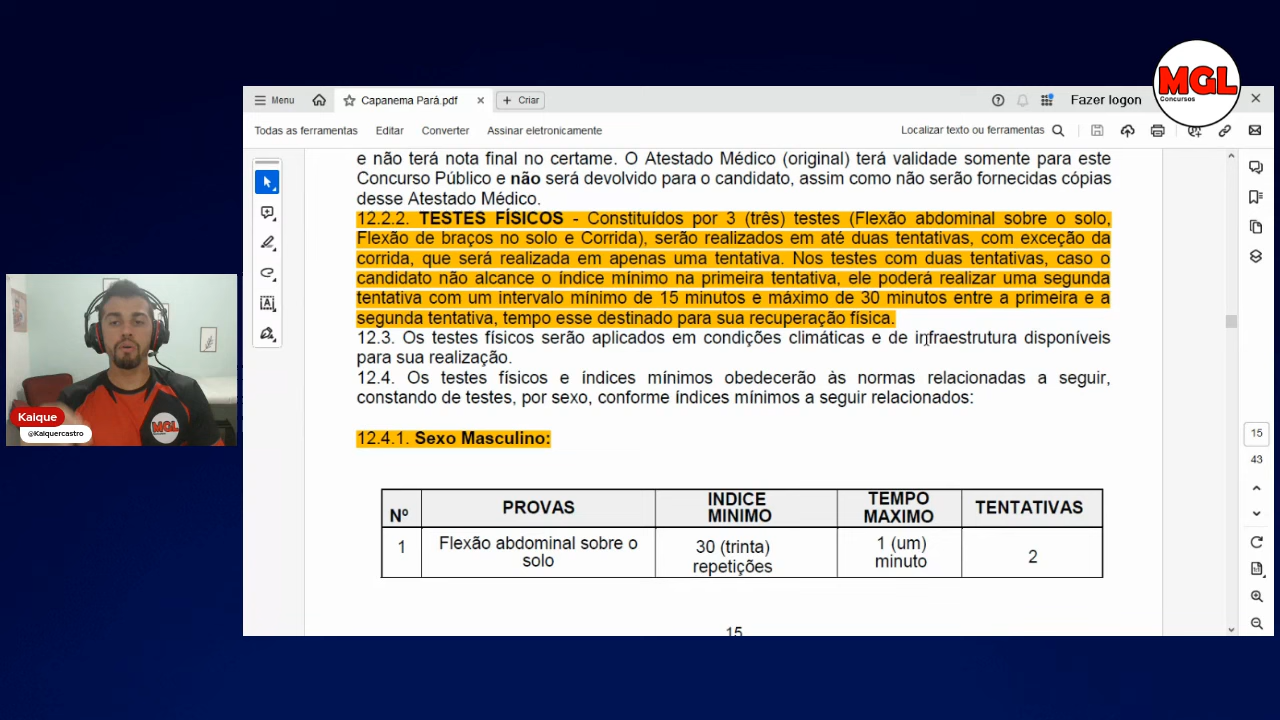 MGL
Concursos
Menu
Capanema Pará.pdf
Criar
Fazer logon
Todas as ferramentas
Editar
Converter
Assinar eletronicamente
Localizar texto ou ferramentas
e não terá nota final no certame. O Atestado Médico (original) terá validade somente para este
Concurso Público e não será devolvido para o candidato, assim como não serão fornecidas cópias
desse Atestado Médico.
12.2.2. TESTES FÍSICOS - Constituídos por 3 (três) testes (Flexão abdominal sobre o solo,
Flexão de braços no solo e Corrida), serão realizados em até duas tentativas, com exceção da
corrida, que será realizada em apenas uma tentativa. Nos testes com duas tentativas, caso o
candidato não alcance o índice mínimo na primeira tentativa, ele poderá realizar uma segunda
tentativa com um intervalo mínimo de 15 minutos e máximo de 30 minutos entre a primeira e a
segunda tentativa, tempo esse destinado para sua recuperação física.
12.3. Os testes físicos serão aplicados em condições climáticas e de infraestrutura disponíveis
para sua realização.
12.4. Os testes físicos e índices mínimos obedecerão às normas relacionadas a seguir,
constando de testes, por sexo, conforme índices mínimos a seguir relacionados:
12.4.1. Sexo Masculino:
Nº
PROVAS
INDICE
MINIMO
TEMPO
MAXIMO
TENTATIVAS
1
Flexão abdominal sobre o
solo
30 (trinta)
repetições
1 (um)
minuto
2
15
15
43
MGL
Kaique
@Kaiquercastro